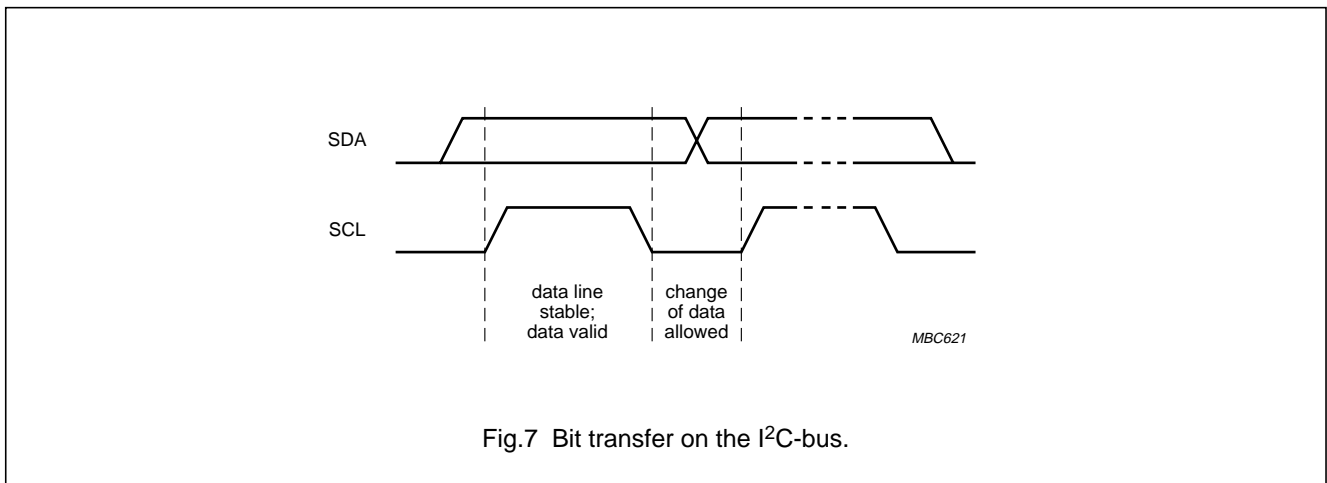 SDA
SCL
data line
stable;
data valid
change
of data
allowed
MBC621
Fig.7 Bit transfer on the I²C-bus.